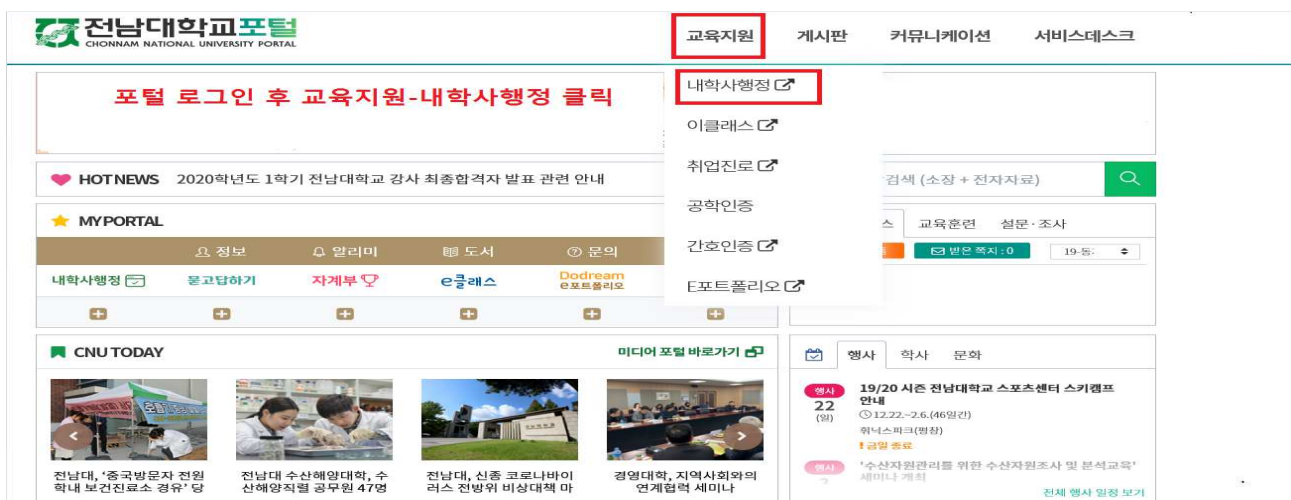 전남대학교포털
CHONNAM NATIONAL UNIVERSITY PORTAL
교육지원 게시판 커뮤니케이션 서비스데스크
포털 로그인 후 교육지원-내학사행정 클릭
내학사행정
이클래스
취업진로
공학인증
간호인증
E포트폴리오
HOT NEWS 2020학년도 1학기 전남대학교 강사 최종합격자 발표 관련 안내
검색 (소장 + 전자자료)
MY PORTAL
정보 알리미 도서 문의
내학사행정 묻고답하기 자계부 e클래스 Dodream
e포트폴리오
스 교육훈련 설문·조사
받은 쪽지 : 0 19-동:
CNU TODAY 미디어 포털 바로가기
전남대, ‘중국방문자 전원
학내 보건진료소 경유’ 당
전남대 수산해양대학, 수
산해양직렬 공무원 47명
전남대, 신종 코로나바이
러스 전방위 비상대책 마
경영대학, 지역사회와의
연계협력 세미나
행사 학사 문화
행사
22
(일)
19/20 시즌 전남대학교 스포츠센터 스키캠프
안내
12.22.~2.6.(46일간)
휘닉스파크(평창)
금일 종료
행사
'수산자원관리를 위한 수산자원조사 및 분석교육'
세미나 개최
전체 행사 일정 보기